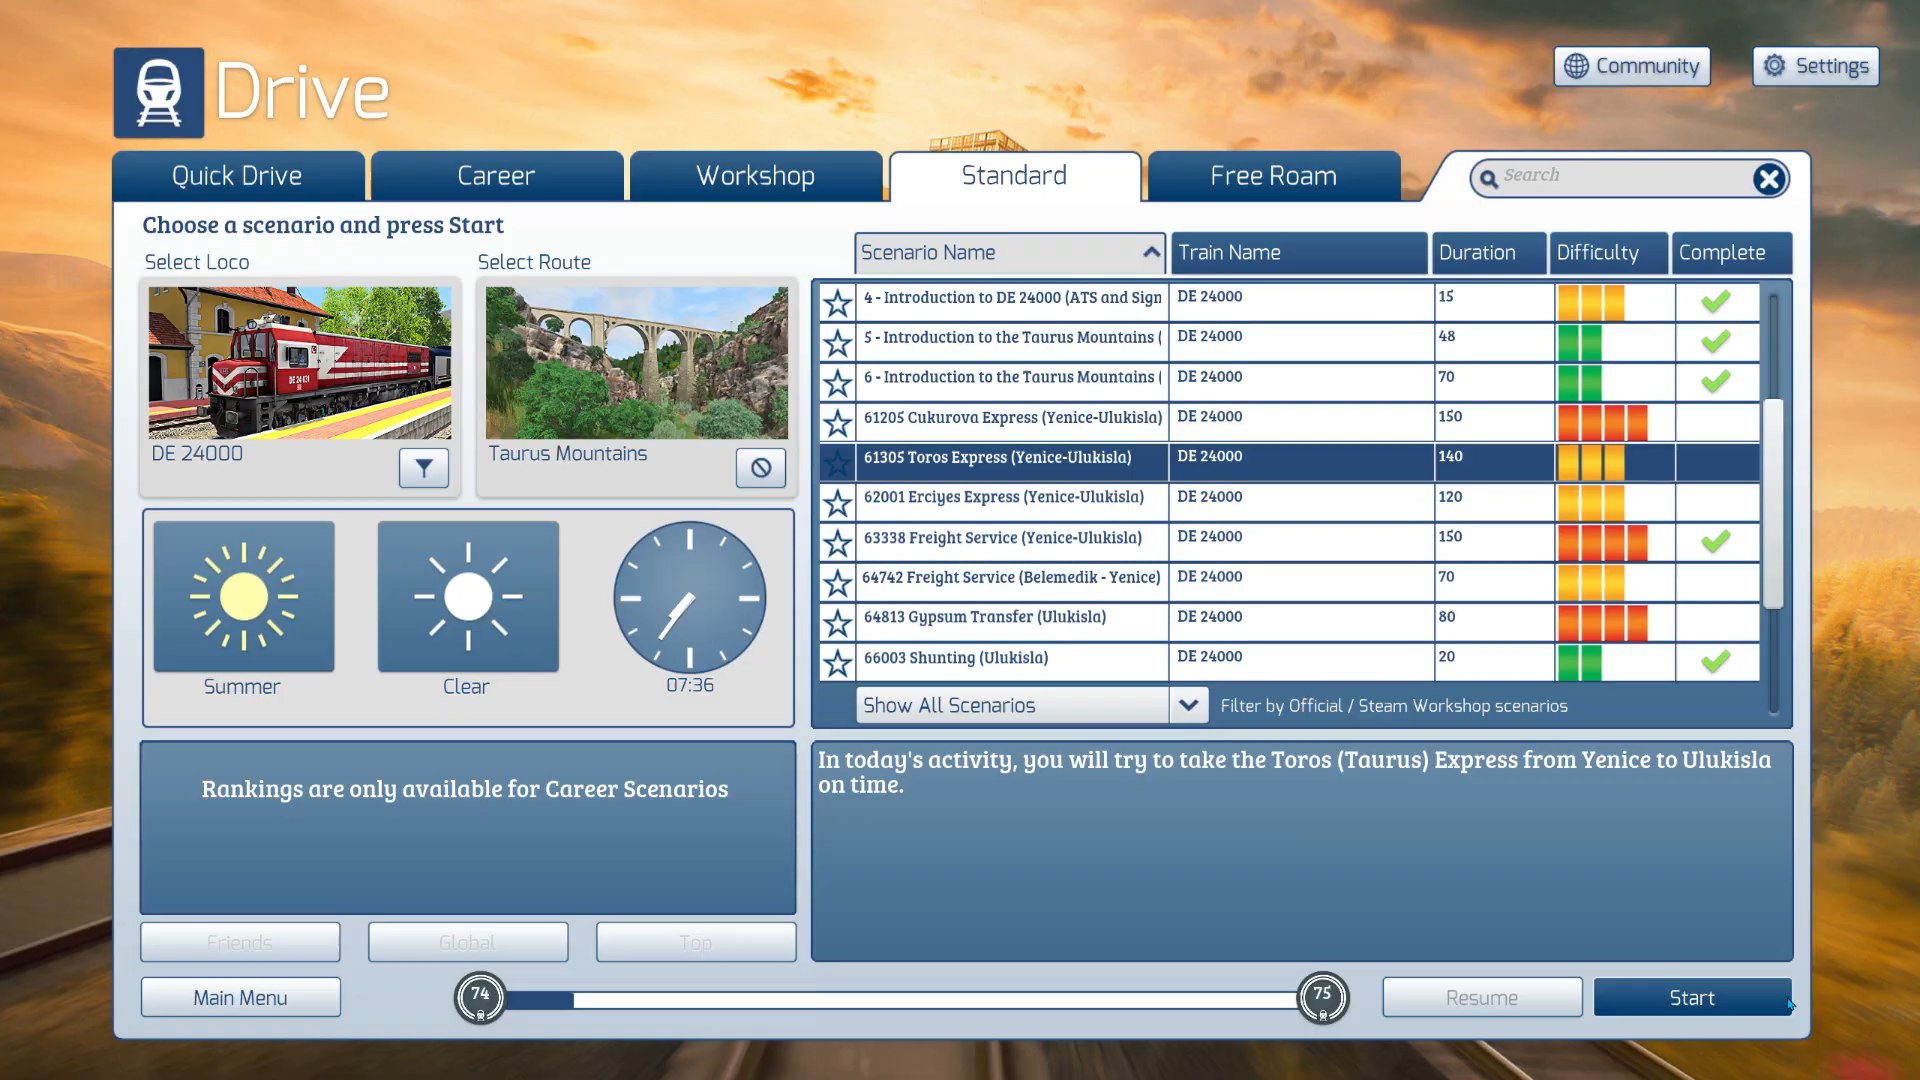 Drive
Community
Settings
Quick Drive
Career
Workshop
Standard
Free Roam
Search
Choose a scenario and press Start
Select Loco
Select Route
DE 24000
Taurus Mountains
Summer
Clear
07:36
Scenario Name
Train Name
Duration
Difficulty
Complete
4 - Introduction to DE 24000 (ATS and Sign
DE 24000
15
5 - Introduction to the Taurus Mountains (
DE 24000
48
6 - Introduction to the Taurus Mountains (
DE 24000
70
61205 Cukurova Express (Yenice-Ulukisla)
DE 24000
150
61305 Toros Express (Yenice-Ulukisla)
DE 24000
140
62001 Erciyes Express (Yenice-Ulukisla)
DE 24000
120
63338 Freight Service (Yenice-Ulukisla)
DE 24000
150
64742 Freight Service (Belemedik - Yenice)
DE 24000
70
64813 Gypsum Transfer (Ulukisla)
DE 24000
80
66003 Shunting (Ulukisla)
DE 24000
20
Show All Scenarios
Filter by Official / Steam Workshop scenarios
Rankings are only available for Career Scenarios
In today's activity, you will try to take the Toros (Taurus) Express from Yenice to Ulukisla
on time.
Friends
Global
Top
Main Menu
74
75
Resume
Start